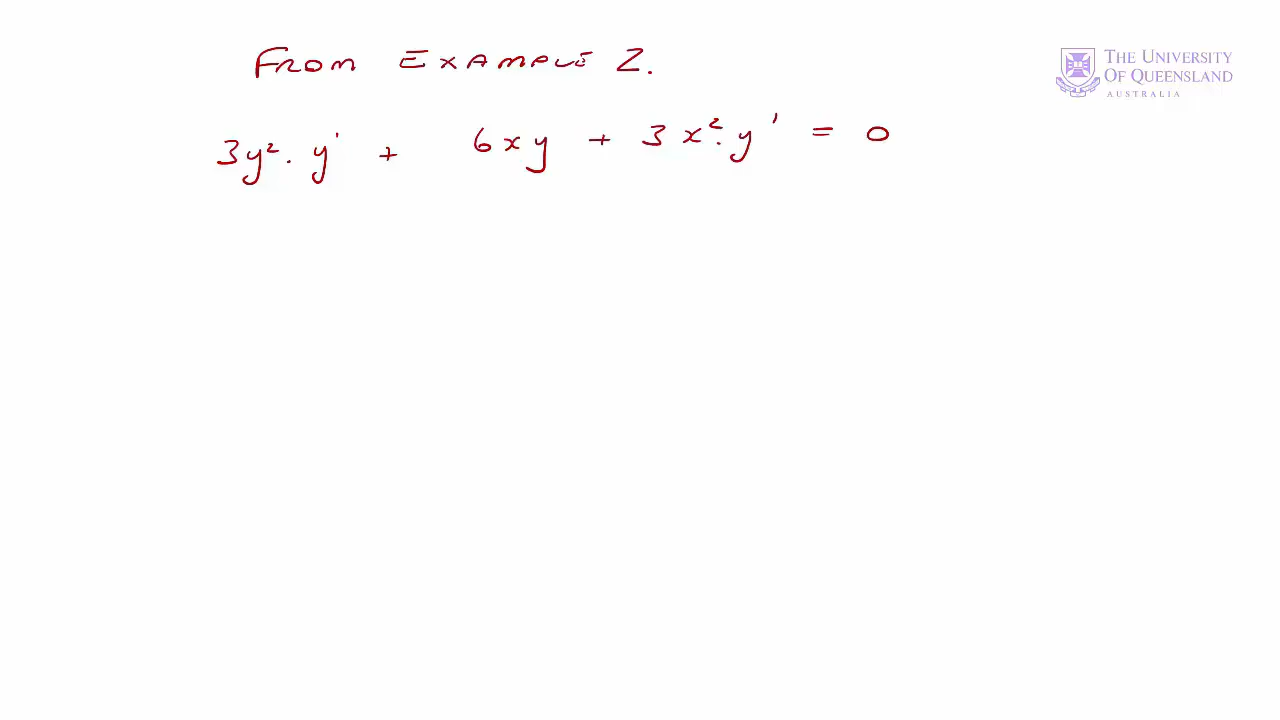 FROM EXAMPLE 2.
THE UNIVERSITY
OF QUEENSLAND
AUSTRALIA
3y². y' + 6xy + 3x². y' = 0